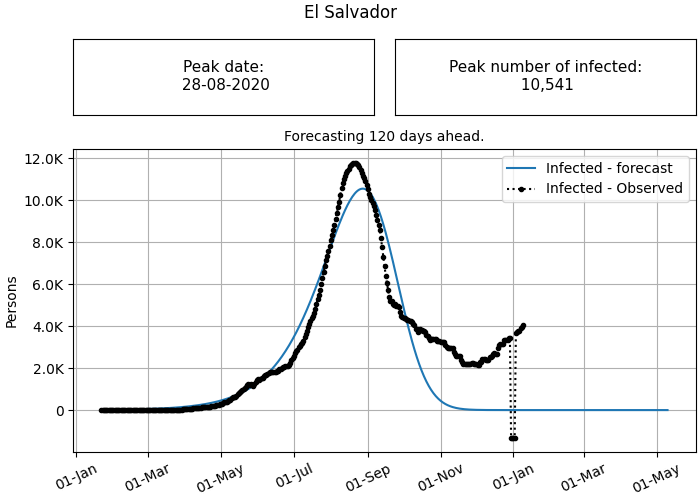 El Salvador
Peak date:
28-08-2020
Peak number of infected:
10,541
Forecasting 120 days ahead.
Infected - forecast
Infected - Observed
12.0K
10.0K
8.0K
6.0K
4.0K
2.0K
0
Persons
01-Jan
01-Mar
01-May
01-Jul
01-Sep
01-Nov
01-Jan
01-Mar
01-May